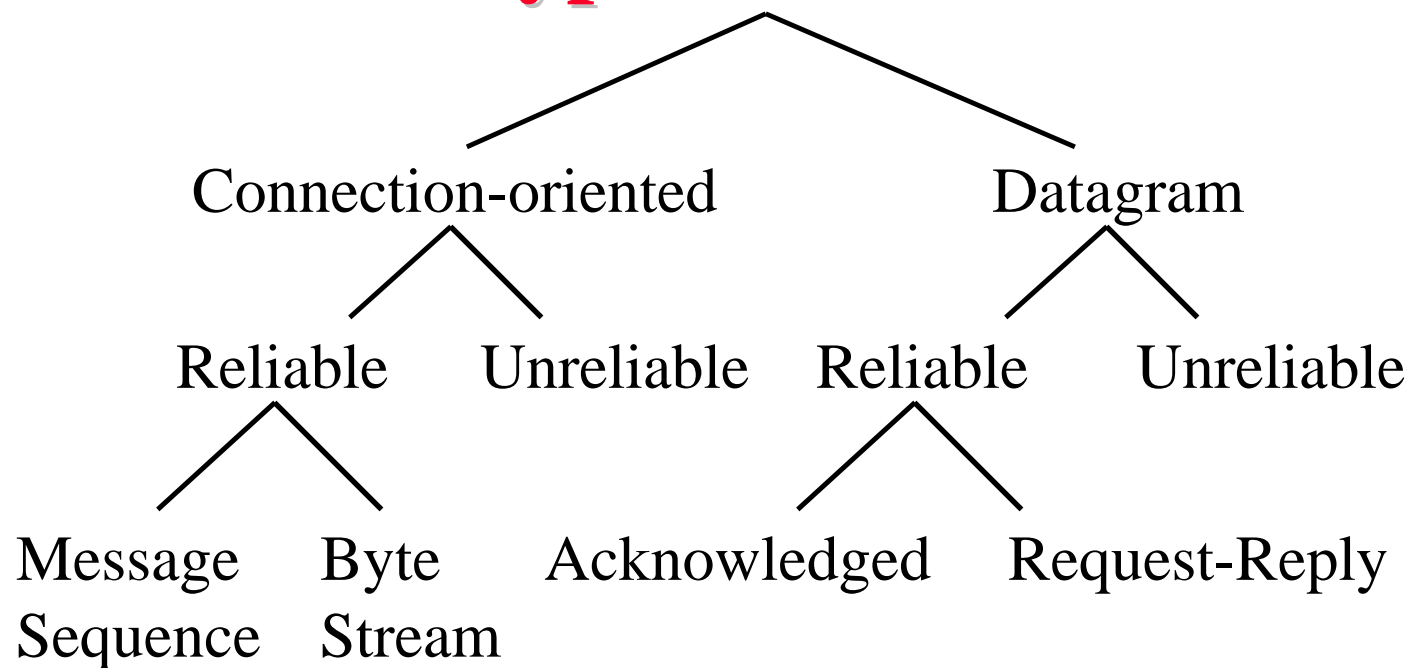 Connection-oriented Datagram
Reliable Unreliable Reliable Unreliable
Message Byte Acknowledged Request-Reply
Sequence Stream